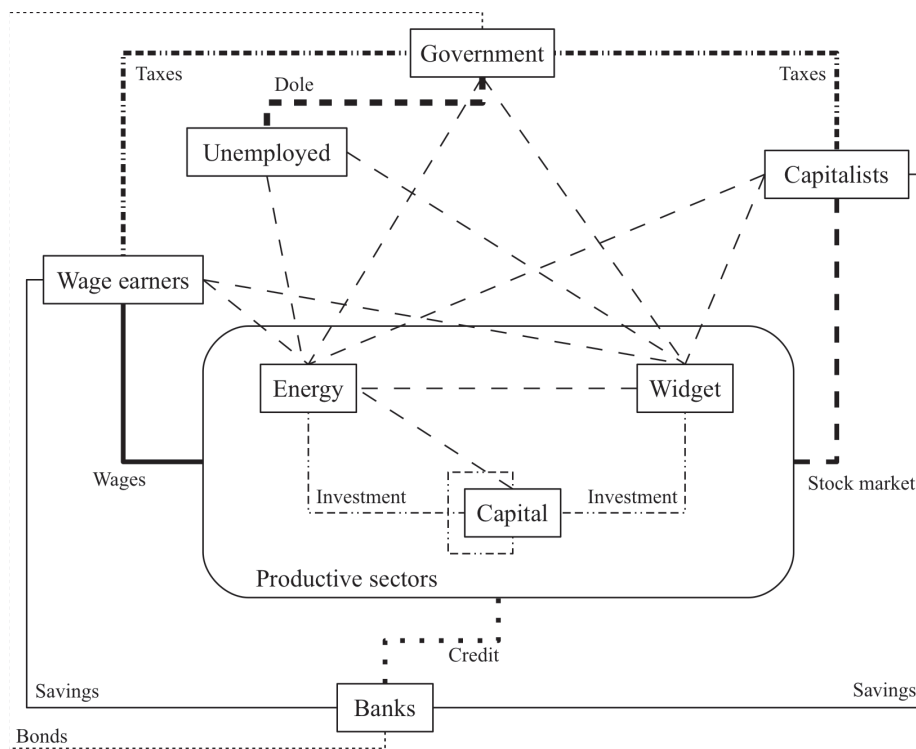 Government
Taxes
Taxes
Dole
Unemployed
Capitalists
Wage earners
Energy
Widget
Wages
Stock market
Investment
Investment
Capital
Productive sectors
Credit
Savings
Savings
Banks
Bonds